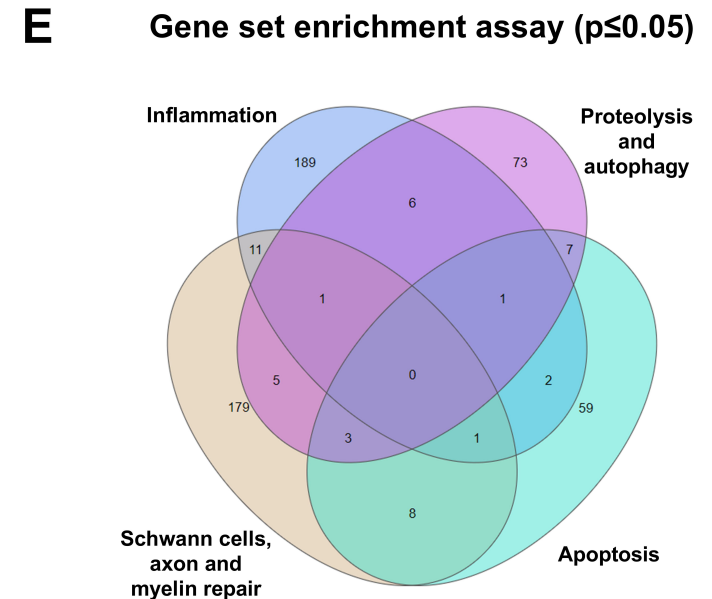 E
Gene set enrichment assay (p≤0.05)
Inflammation
Proteolysis
and
autophagy
189
73
6
11
7
1
1
0
5
2
179
59
3
1
8
Schwann cells,
axon and
myelin repair
Apoptosis